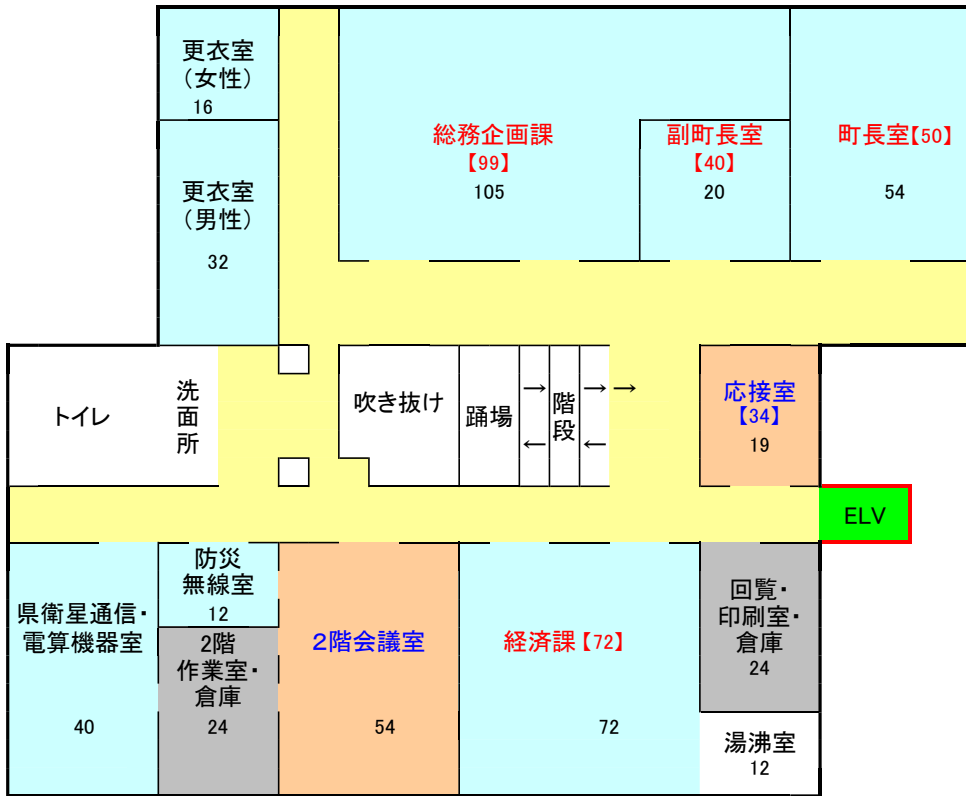 更衣室
(女性)
16
総務企画課
【99】
105
副町長室
【40】
20
町長室【50】
54
更衣室
(男性)
32
トイレ
洗面所
吹き抜け
踊場
→
←
階段
→
←
→
応接室
【34】
19
ELV
県衛星通信・
電算機器室
40
防災
無線室
12
2階
作業室・
倉庫
24
２階会議室
54
経済課【72】
72
回覧・
印刷室・
倉庫
24
湯沸室
12